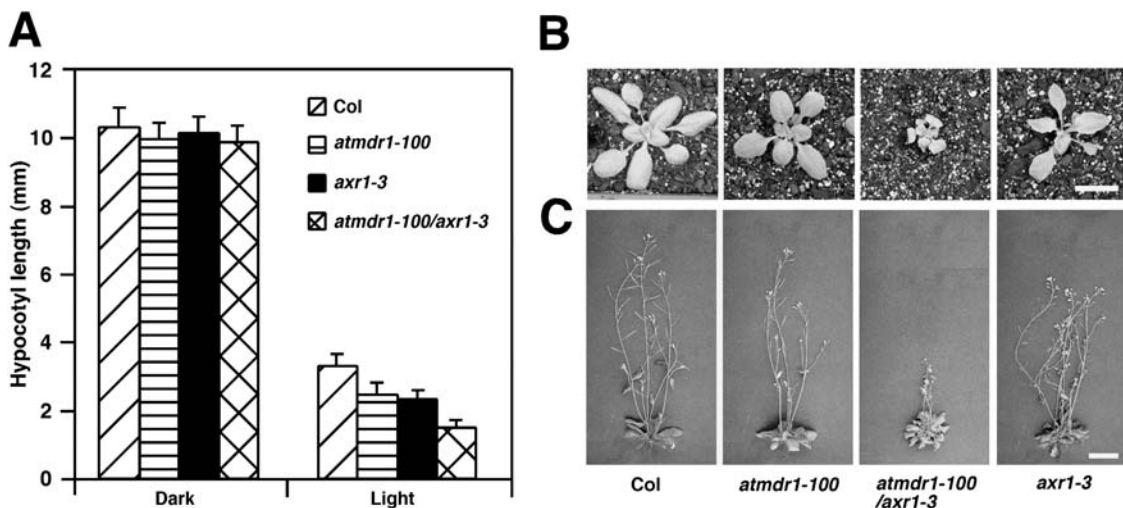 A
Hypocotyl length (mm)
12
10
8
6
4
2
0
Col
atmdr1-100
axr1-3
atmdr1-100/axr1-3
Dark
Light
B
C
Col
atmdr1-100
atmdr1-100
/axr1-3
axr1-3